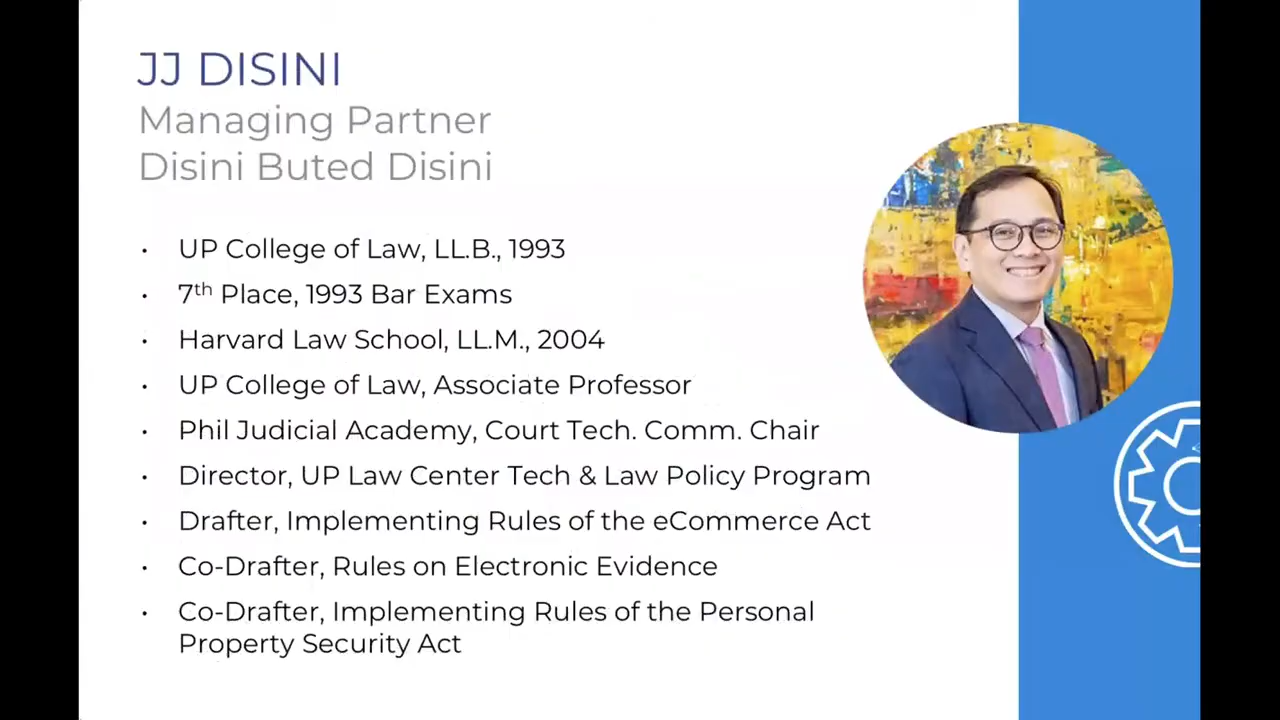 JJ DISINI
Managing Partner
Disini Buted Disini
• UP College of Law, LL.B., 1993
• 7th Place, 1993 Bar Exams
• Harvard Law School, LL.M., 2004
• UP College of Law, Associate Professor
• Phil Judicial Academy, Court Tech. Comm. Chair
• Director, UP Law Center Tech & Law Policy Program
• Drafter, Implementing Rules of the eCommerce Act
• Co-Drafter, Rules on Electronic Evidence
• Co-Drafter, Implementing Rules of the Personal
Property Security Act